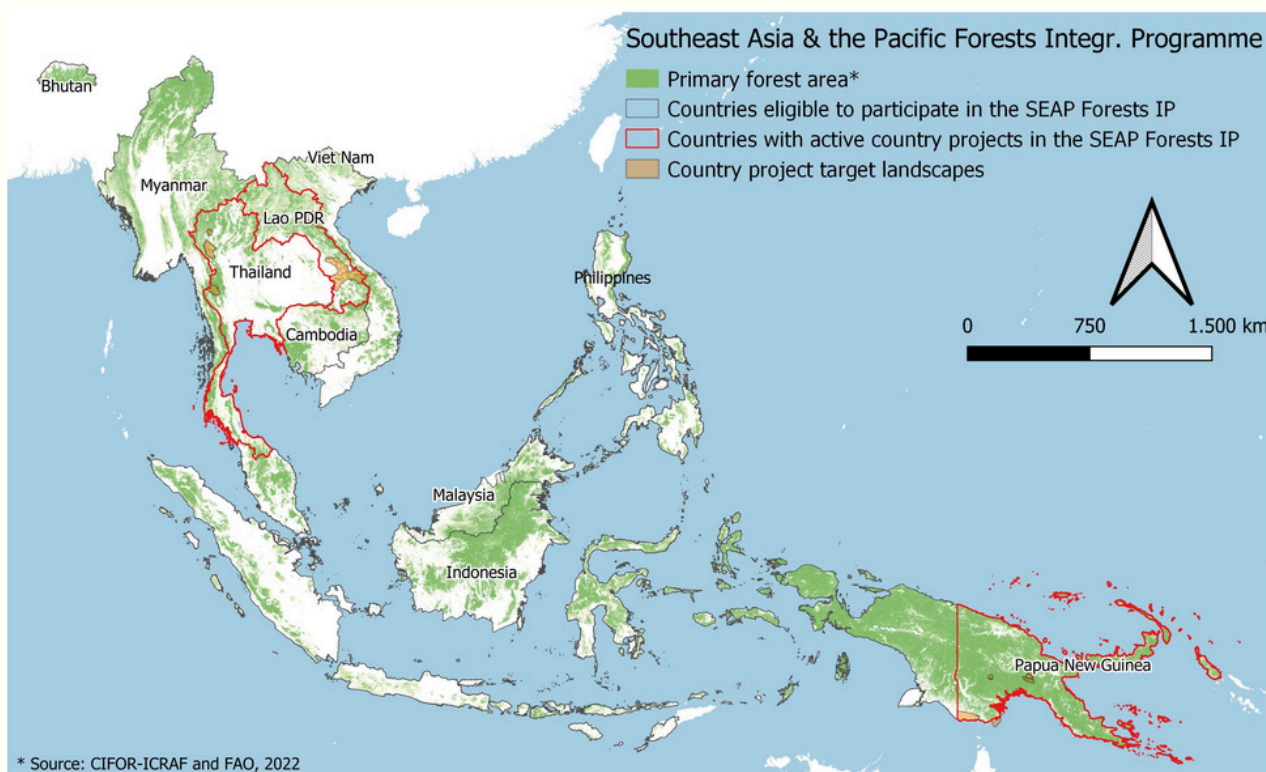 Southeast Asia & the Pacific Forests Integr. Programme
Primary forest area*
Countries eligible to participate in the SEAP Forests IP
Countries with active country projects in the SEAP Forests IP
Country project target landscapes
Bhutan
Viet Nam
Myanmar
Lao PDR
Thailand
Philippines
Cambodia
0 750 1.500 km
Malaysia
Indonesia
Papua New Guinea
* Source: CIFOR-ICRAF and FAO, 2022